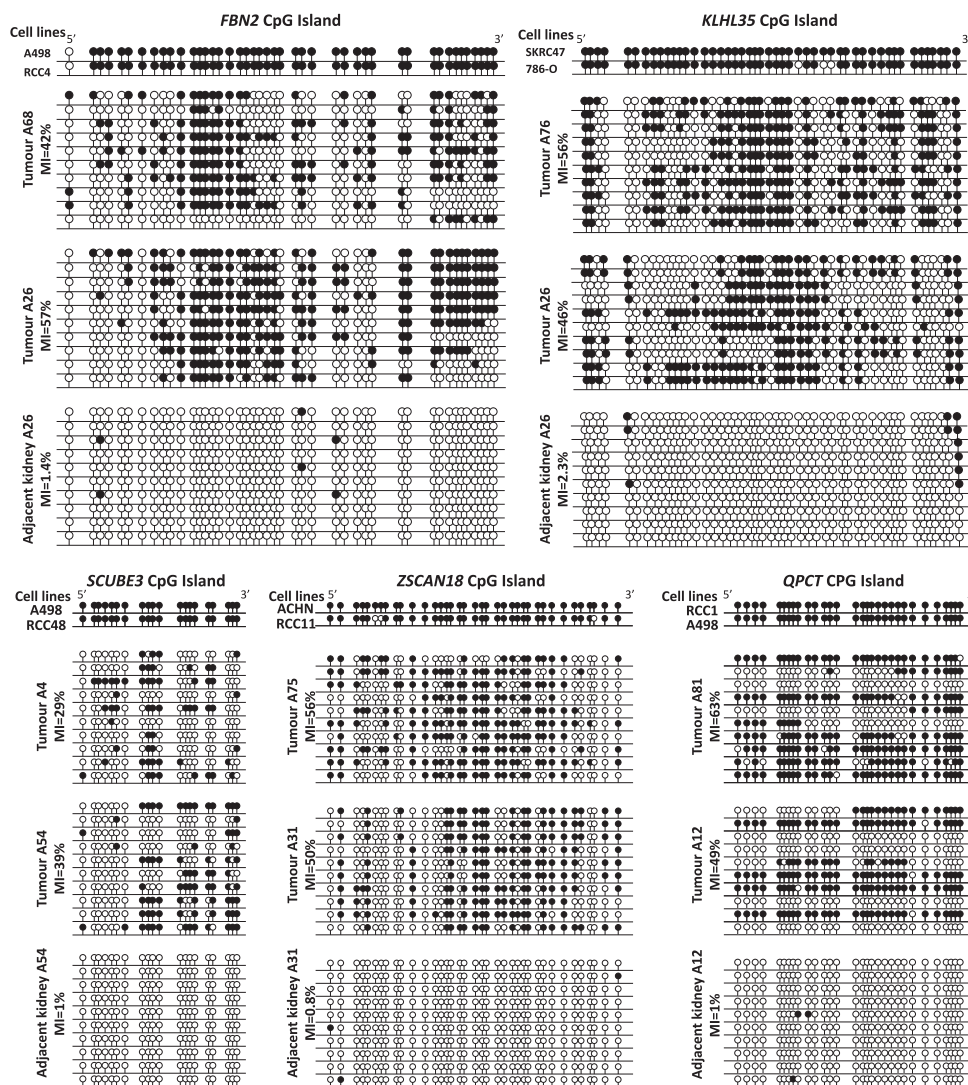 FBN2 CpG Island
Cell lines 5' 3'
A498
RCC4
Tumour A68
MI=42%
Tumour A26
MI=57%
Adjacent kidney A26
MI=1.4%
KLHL35 CpG Island
Cell lines 5' 3'
SKRC47
786-O
Tumour A76
MI=56%
Tumour A26
MI=46%
Adjacent kidney A26
MI=2.3%
SCUBE3 CpG Island
Cell lines 5' 3'
A498
RCC48
Tumour A4
MI=29%
Tumour A54
MI=39%
Adjacent kidney A54
MI=1%
ZSCAN18 CpG Island
Cell lines 5' 3'
ACHN
RCC11
Tumour A75
MI=56%
Tumour A31
MI=50%
Adjacent kidney A31
MI=0.8%
QPCT CPG Island
Cell lines 5'
RCC1
A498
Tumour A81
MI=63%
Tumour A12
MI=49%
Adjacent kidney A12
MI=1%